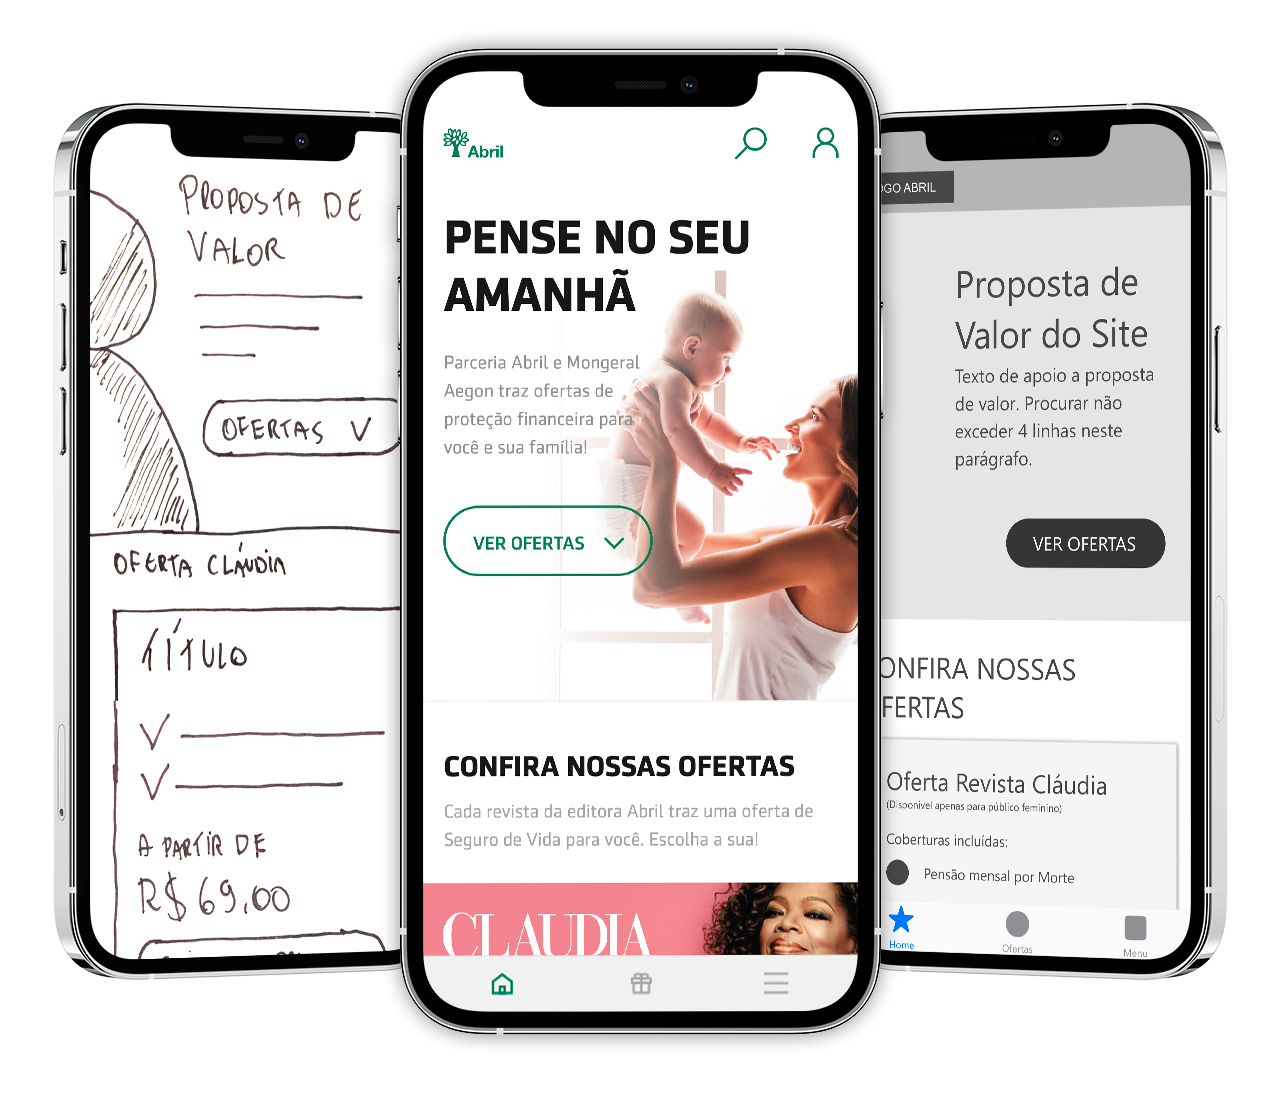 PROPOSTA DE
VALOR
OFERTAS
OFERTA CLÁUDIA
TÍTULO
A PARTIR DE
R$ 69,00
Abril
PENSE NO SEU
AMANHÃ
Parceria Abril e Mongeral
Aegon traz ofertas de
proteção financeira para
você e sua família!
VER OFERTAS
CONFIRA NOSSAS OFERTAS
Cada revista da editora Abril traz uma oferta de
Seguro de Vida para você. Escolha a sua!
CLAUDIA
OGO ABRIL
Proposta de
Valor do Site
Texto de apoio a proposta
de valor. Procurar não
exceder 4 linhas neste
parágrafo.
VER OFERTAS
ONFIRA NOSSAS
FERTAS
Oferta Revista Cláudia
(Disponivel apenas para público feminino)
Coberturas incluídas:
Pensão mensal por Morte
Home
Ofertas
Menu